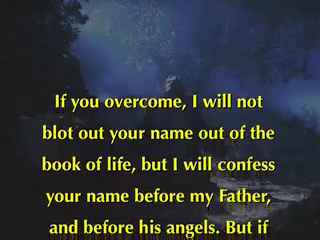 If you overcome, I will not
blot out your name out of the
book of life, but I will confess
your name before my Father,
and before his angels. But if